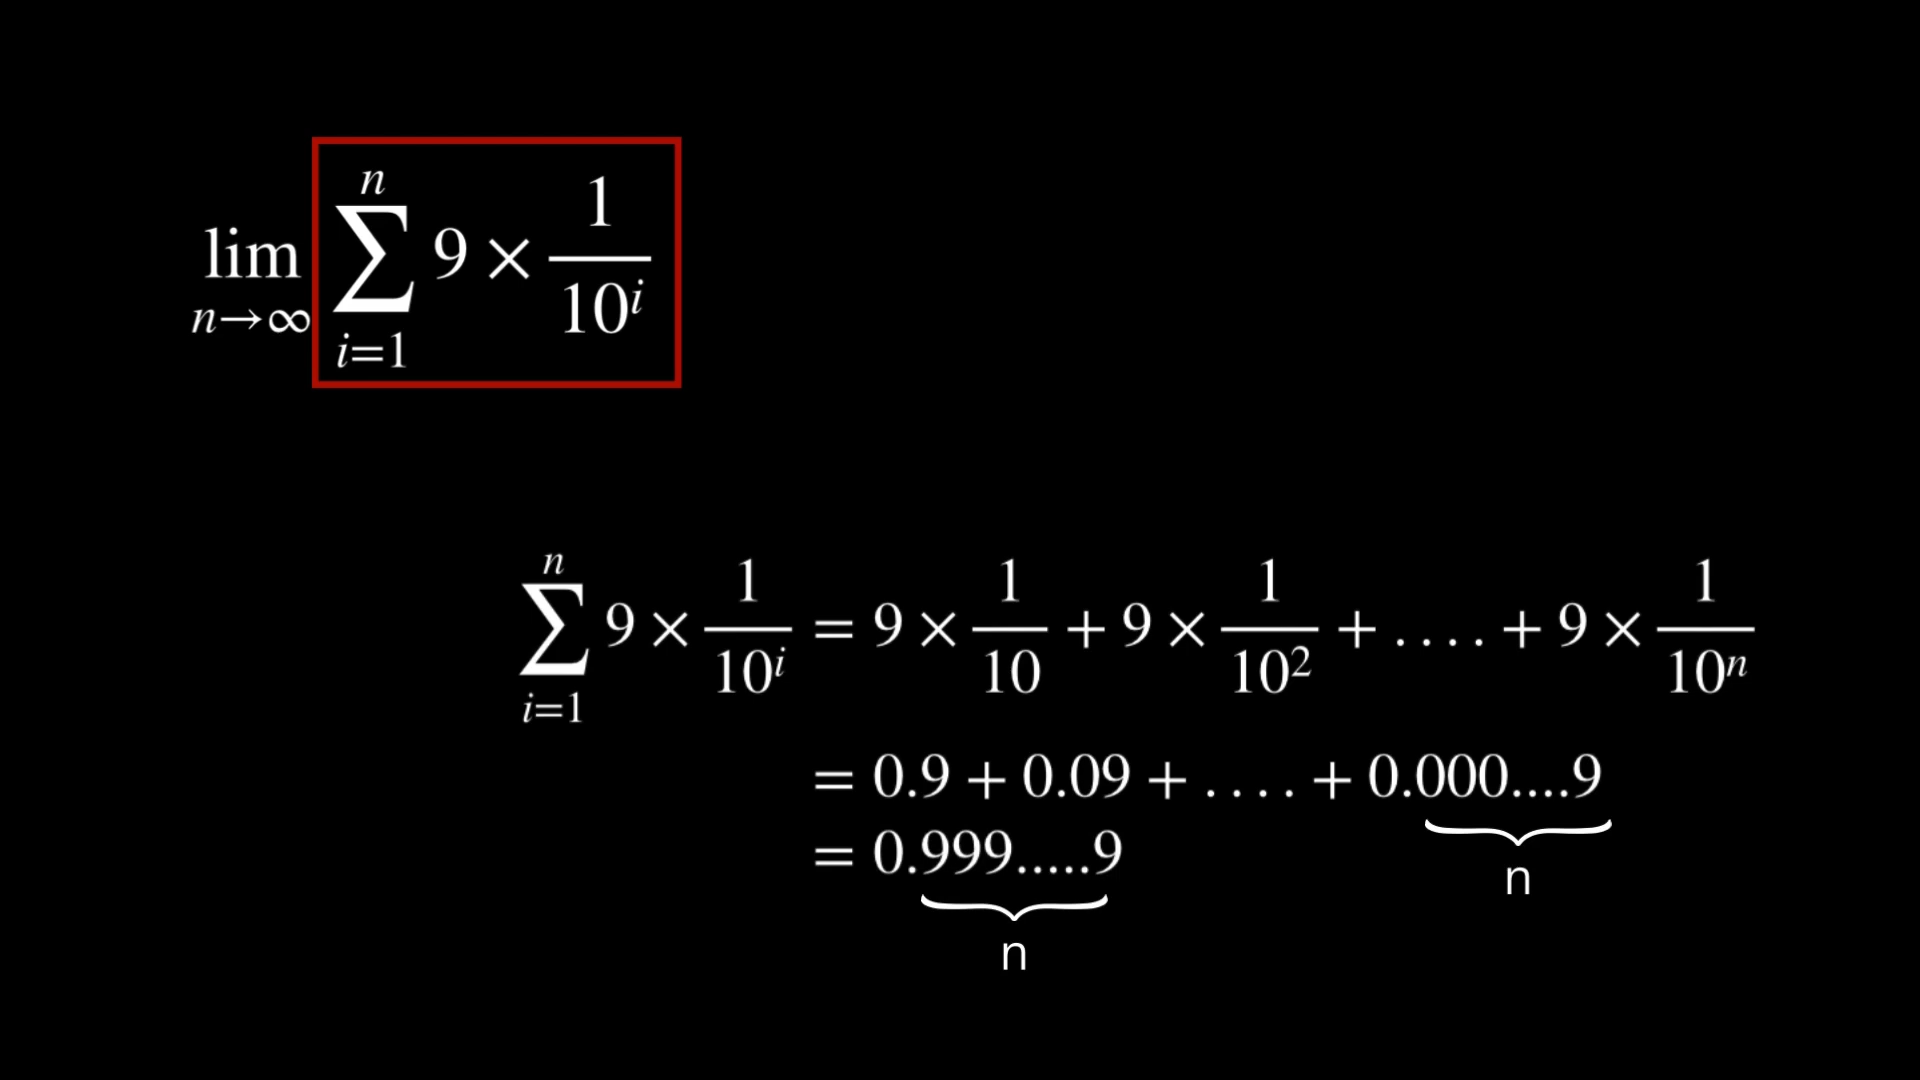 lim n→∞ ∑ i=1 n 9 × 1/10^i
∑ i=1 n 9 × 1/10^i = 9 × 1/10 + 9 × 1/10^2 + .... + 9 × 1/10^n
= 0.9 + 0.09 + .... + 0.000....9
n
= 0.999.....9
n